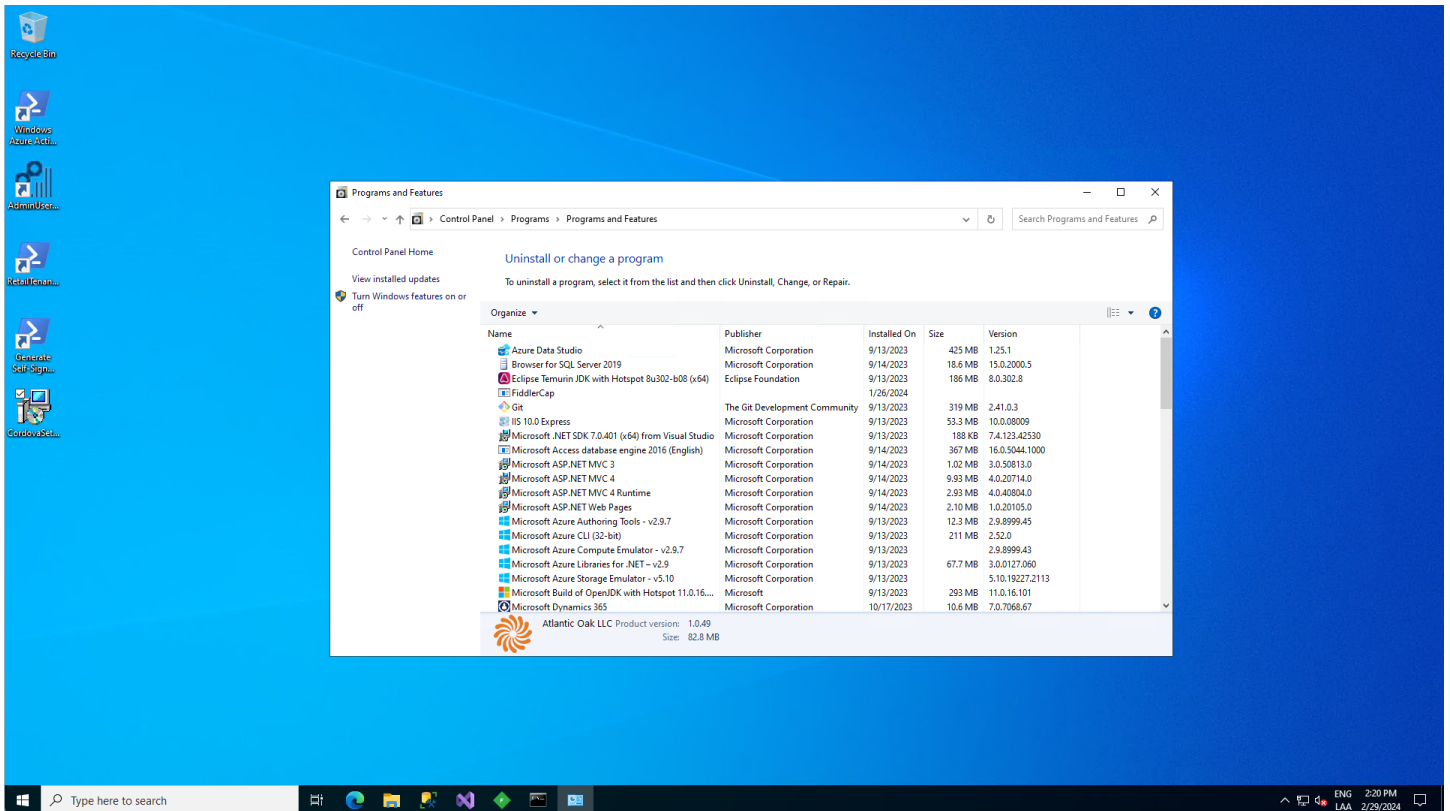 Recycle Bin
Windows
Azure Acti...
AdminUser...
RetailTenan...
Generate
Self-Sign...
CordovaSet...
Programs and Features
Control Panel > Programs > Programs and Features
Search Programs and Features
Control Panel Home
View installed updates
Turn Windows features on or
off
Uninstall or change a program
To uninstall a program, select it from the list and then click Uninstall, Change, or Repair.
Organize
Name Publisher Installed On Size Version
Azure Data Studio Microsoft Corporation 9/13/2023 425 MB 1.25.1
Browser for SQL Server 2019 Microsoft Corporation 9/14/2023 18.6 MB 15.0.2000.5
Eclipse Temurin JDK with Hotspot 8u302-b08 (x64) Eclipse Foundation 9/13/2023 186 MB 8.0.302.8
FiddlerCap 1/26/2024
Git The Git Development Community 9/13/2023 319 MB 2.41.0.3
IIS 10.0 Express Microsoft Corporation 9/13/2023 53.3 MB 10.0.08009
Microsoft .NET SDK 7.0.401 (x64) from Visual Studio Microsoft Corporation 9/13/2023 188 KB 7.4.123.42530
Microsoft Access database engine 2016 (English) Microsoft Corporation 9/14/2023 367 MB 16.0.5044.1000
Microsoft ASP.NET MVC 3 Microsoft Corporation 9/14/2023 1.02 MB 3.0.50813.0
Microsoft ASP.NET MVC 4 Microsoft Corporation 9/14/2023 9.93 MB 4.0.20714.0
Microsoft ASP.NET MVC 4 Runtime Microsoft Corporation 9/14/2023 2.93 MB 4.0.40804.0
Microsoft ASP.NET Web Pages Microsoft Corporation 9/14/2023 2.10 MB 1.0.20105.0
Microsoft Azure Authoring Tools - v2.9.7 Microsoft Corporation 9/13/2023 12.3 MB 2.9.8999.45
Microsoft Azure CLI (32-bit) Microsoft Corporation 9/13/2023 211 MB 2.52.0
Microsoft Azure Compute Emulator - v2.9.7 Microsoft Corporation 9/13/2023 2.9.8999.43
Microsoft Azure Libraries for .NET – v2.9 Microsoft Corporation 9/13/2023 67.7 MB 3.0.0127.060
Microsoft Azure Storage Emulator - v5.10 Microsoft Corporation 9/13/2023 5.10.19227.2113
Microsoft Build of OpenJDK with Hotspot 11.0.16.... Microsoft 9/13/2023 293 MB 11.0.16.101
Microsoft Dynamics 365 Microsoft Corporation 10/17/2023 10.6 MB 7.0.7068.67
Atlantic Oak LLC Product version: 1.0.49
Size: 82.8 MB
Type here to search
ENG 2:20 PM
LAA 2/29/2024